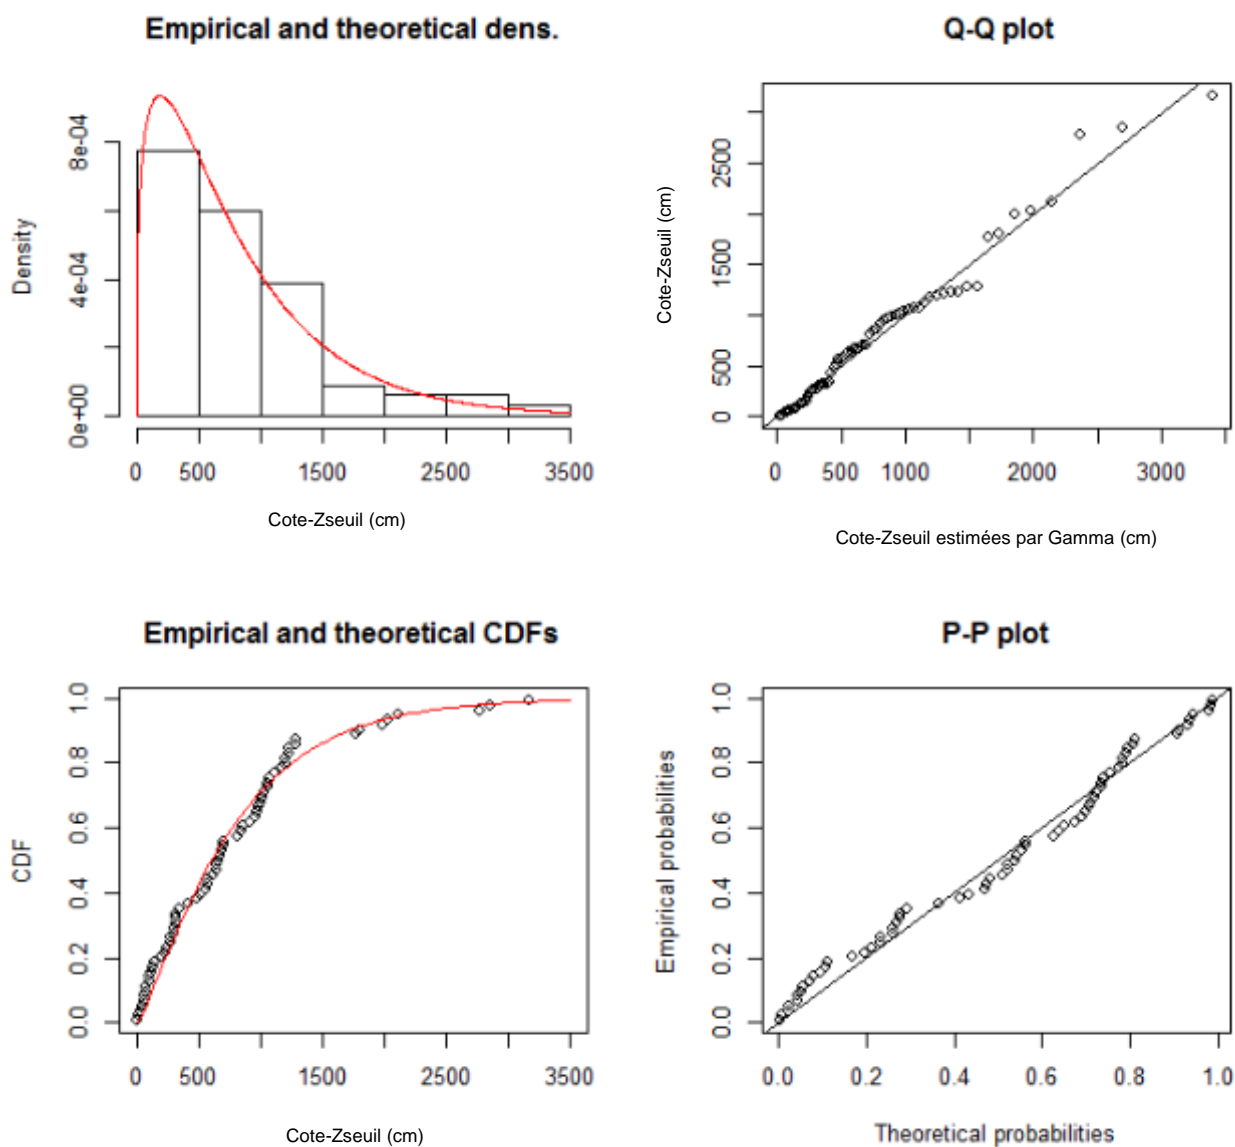 Empirical and theoretical dens.
Density
0e+00 4e-04 8e-04
0 500 1500 2500 3500
Cote-Zseuil (cm)
Q-Q plot
Cote-Zseuil (cm)
0 500 1500 2500
0 500 1000 2000 3000
Cote-Zseuil estimées par Gamma (cm)
Empirical and theoretical CDFs
CDF
0.0 0.2 0.4 0.6 0.8 1.0
0 500 1500 2500 3500
Cote-Zseuil (cm)
P-P plot
Empirical probabilities
0.0 0.2 0.4 0.6 0.8 1.0
0.0 0.2 0.4 0.6 0.8 1.0
Theoretical probabilities